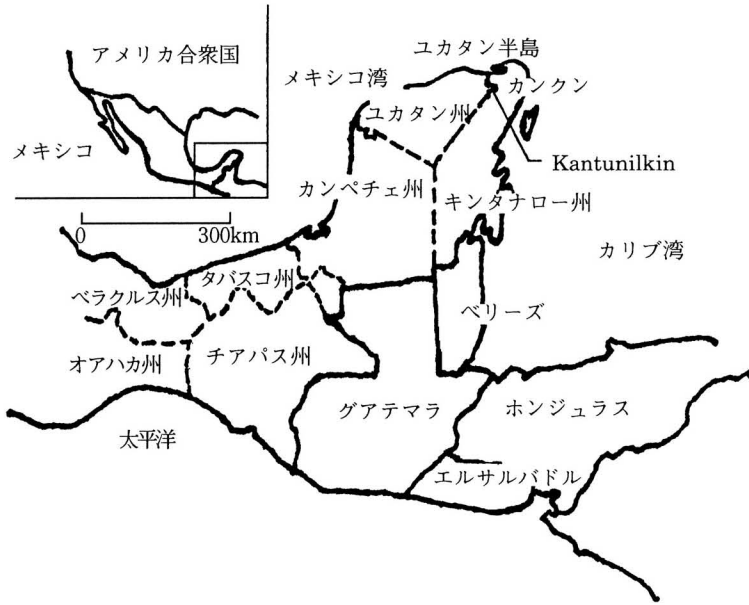 アメリカ合衆国
メキシコ
ユカタン半島
メキシコ湾
カンクン
ユカタン州
Kantunilkin
カンペチェ州
キンタナロー州
0
300km
カリブ湾
タバスコ州
ベラクルス州
ベリーズ
オアハカ州
チアパス州
グアテマラ
ホンジュラス
太平洋
エルサルバドル